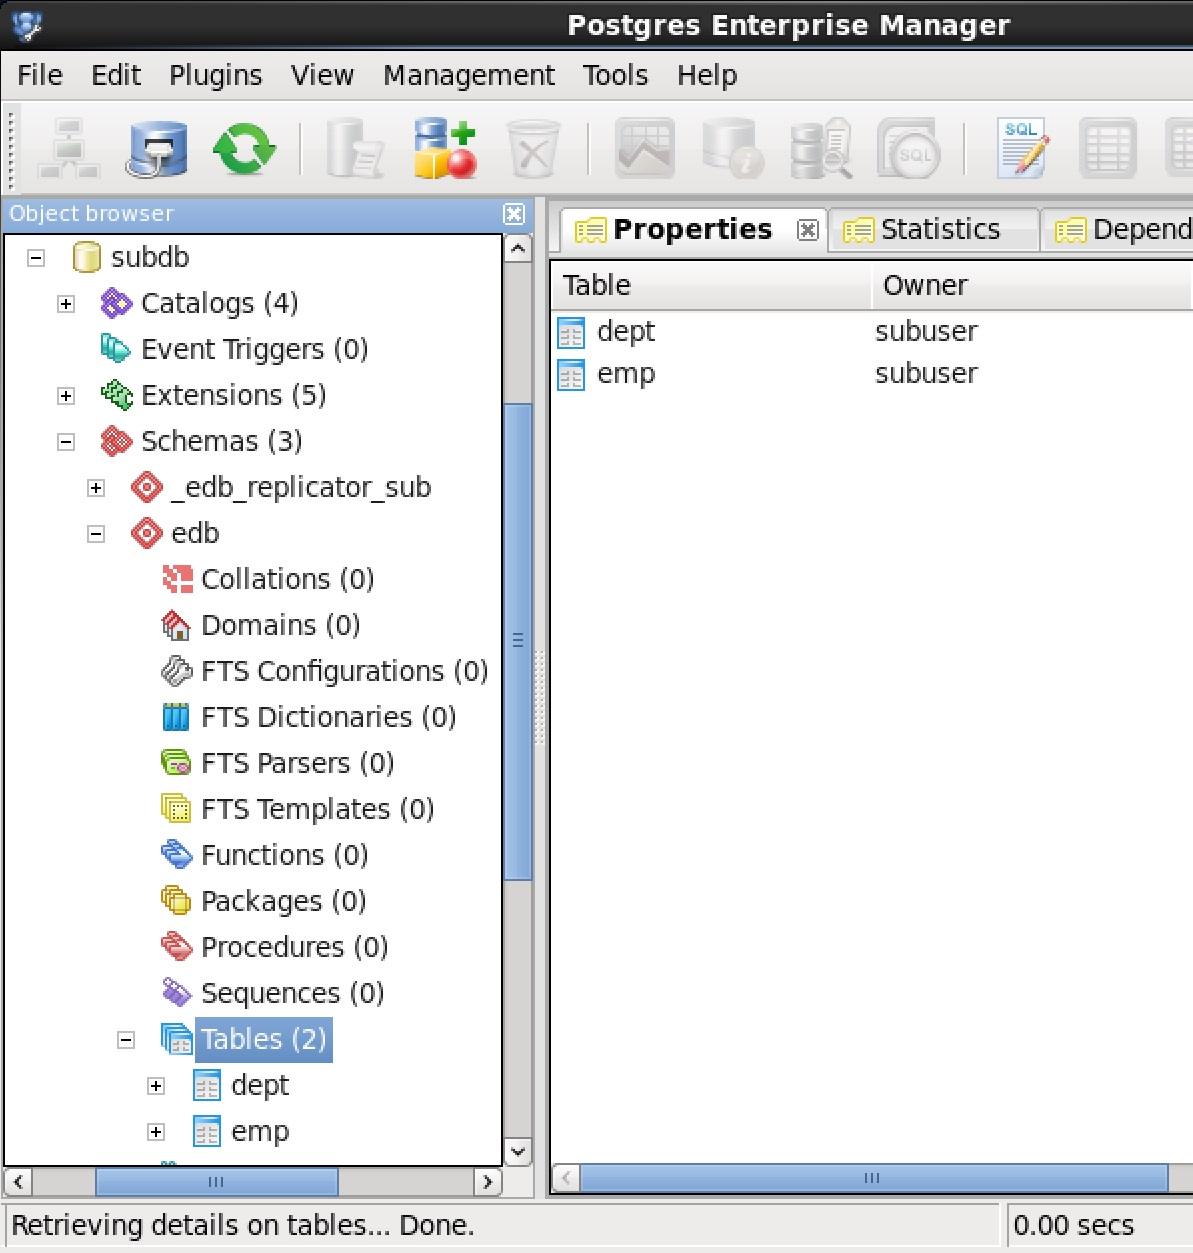 Postgres Enterprise Manager
File Edit Plugins View Management Tools Help
SQL
SQL
Object browser
subdb
Catalogs (4)
Event Triggers (0)
Extensions (5)
Schemas (3)
_edb_replicator_sub
edb
Collations (0)
Domains (0)
FTS Configurations (0)
FTS Dictionaries (0)
FTS Parsers (0)
FTS Templates (0)
Functions (0)
Packages (0)
Procedures (0)
Sequences (0)
Tables (2)
dept
emp
Properties Statistics Depend
Table Owner
dept subuser
emp subuser
Retrieving details on tables... Done. 0.00 secs